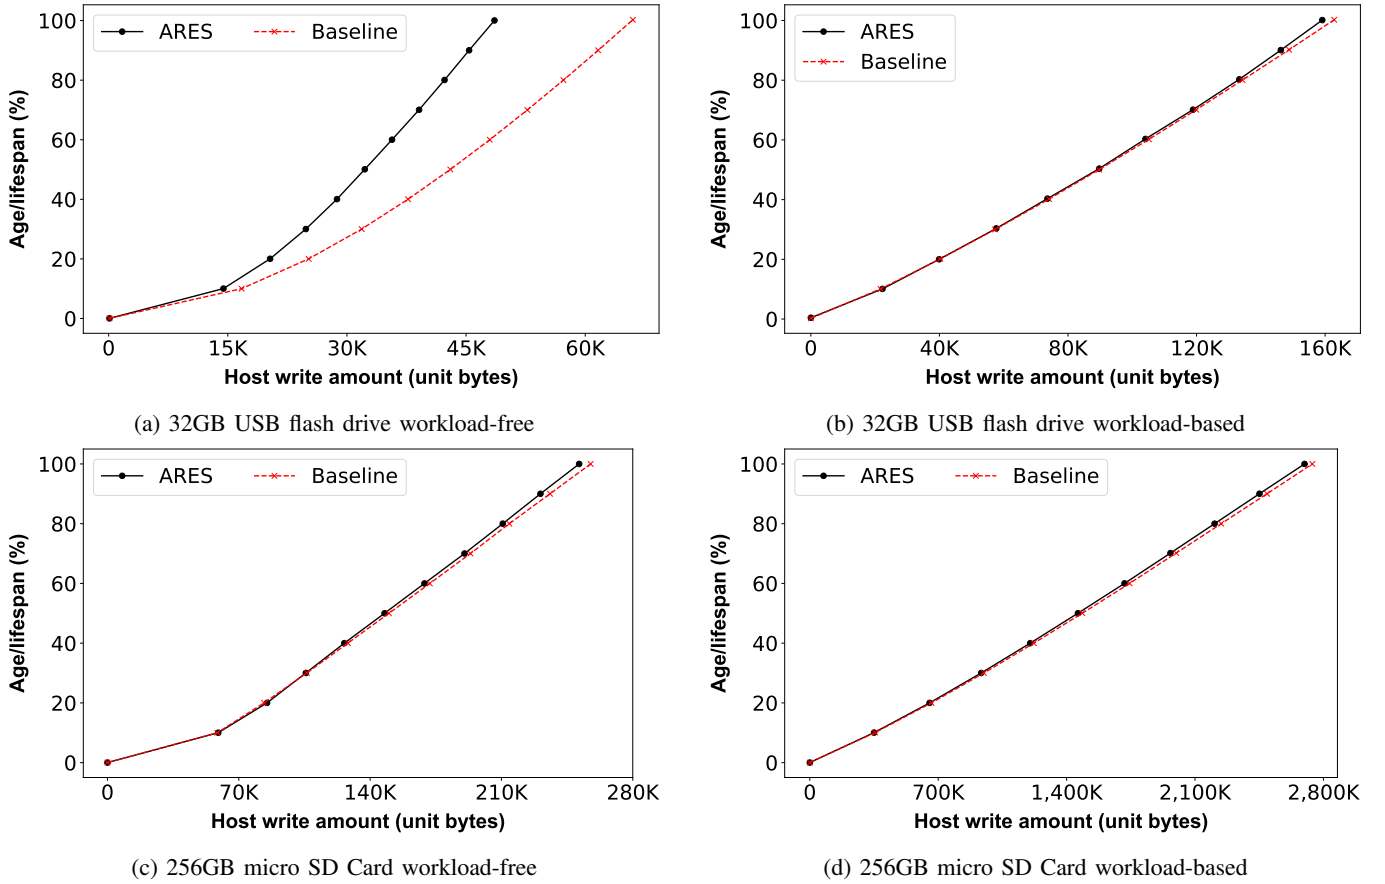 ARES
Baseline
100
80
60
40
20
0
Age/lifespan (%)
0 15K 30K 45K 60K
Host write amount (unit bytes)
(a) 32GB USB flash drive workload-free
ARES
Baseline
100
80
60
40
20
0
Age/lifespan (%)
0 40K 80K 120K 160K
Host write amount (unit bytes)
(b) 32GB USB flash drive workload-based
ARES
Baseline
100
80
60
40
20
0
Age/lifespan (%)
0 70K 140K 210K 280K
Host write amount (unit bytes)
(c) 256GB micro SD Card workload-free
ARES
Baseline
100
80
60
40
20
0
Age/lifespan (%)
0 700K 1,400K 2,100K 2,800K
Host write amount (unit bytes)
(d) 256GB micro SD Card workload-based